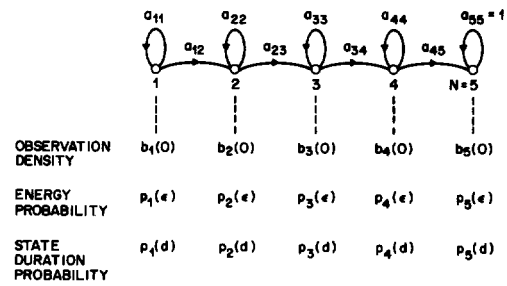 a11 a22 a33 a44 a55 = 1
a12 a23 a34 a45
1 2 3 4 N=5
OBSERVATION
DENSITY
b1(O) b2(O) b3(O) b4(O) b5(O)
ENERGY
PROBABILITY
p1(ϵ) p2(ϵ) p3(ϵ) p4(ϵ) p5(ϵ)
STATE
DURATION
PROBABILITY
p1(d) p2(d) p3(d) p4(d) p5(d)